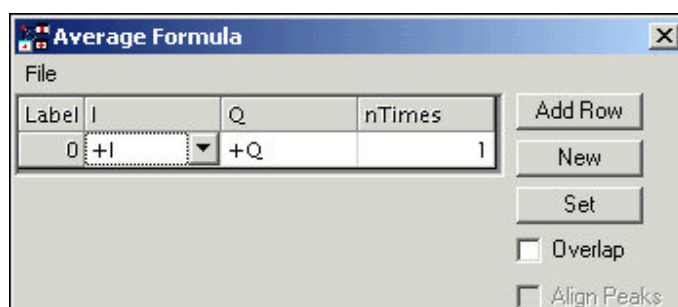 Average Formula
File
Label I Q nTimes
0 +I +Q 1
Add Row
New
Set
Overlap
Align Peaks